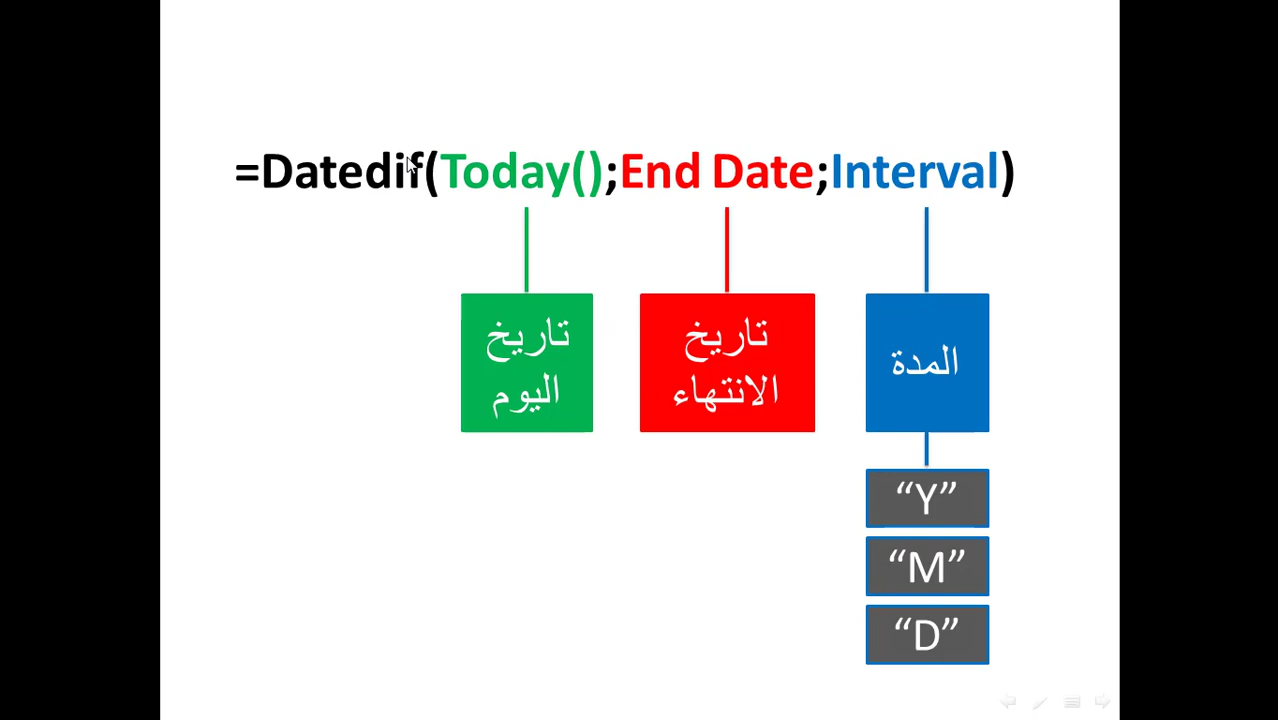 =Datedif(Today();End Date;Interval)
تاريخ
اليوم
تاريخ
الانتهاء
المدة
“Y”
“M”
“D”